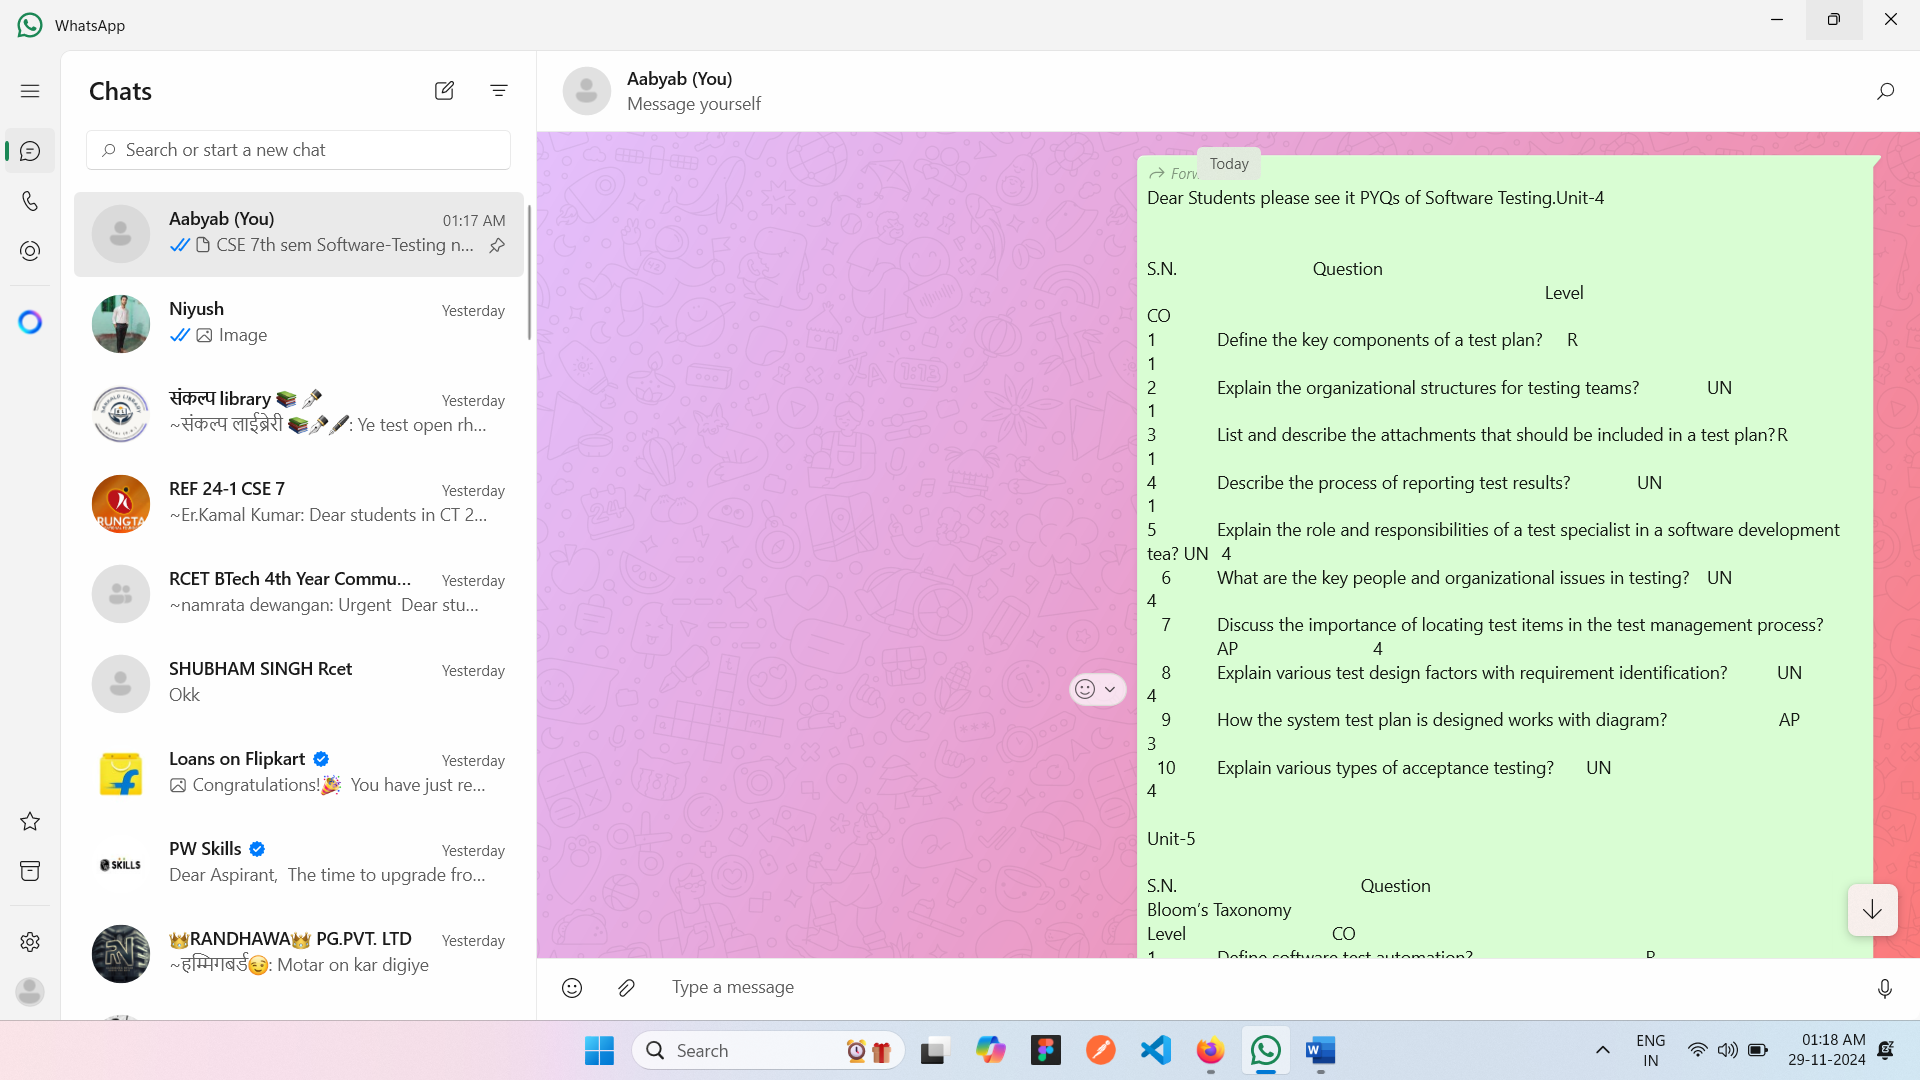 WhatsApp
Chats
Search or start a new chat
Aabyab (You) 01:17 AM
CSE 7th sem Software-Testing n...
Niyush Yesterday
Image
संकल्प library 📚 🖋️ Yesterday
~संकल्प लाईब्रेरी 📚🖋️🖊️: Ye test open rh...
REF 24-1 CSE 7 Yesterday
~Er.Kamal Kumar: Dear students in CT 2...
RUNGTA
RCET BTech 4th Year Commu... Yesterday
~namrata dewangan: Urgent Dear stu...
SHUBHAM SINGH Rcet Yesterday
Okk
Loans on Flipkart Yesterday
Congratulations!🎉 You have just re...
PW Skills Yesterday
SKILLS
Dear Aspirant, The time to upgrade fro...
👑RANDHAWA👑 PG.PVT. LTD Yesterday
~हम्मिगबर्ड😉: Motar on kar digiye
Aabyab (You)
Message yourself
Today
Dear Students please see it PYQs of Software Testing.Unit-4
S.N. Question
Level
CO
1 Define the key components of a test plan? R
1
2 Explain the organizational structures for testing teams? UN
1
3 List and describe the attachments that should be included in a test plan? R
1
4 Describe the process of reporting test results? UN
1
5 Explain the role and responsibilities of a test specialist in a software development
tea? UN 4
6 What are the key people and organizational issues in testing? UN
4
7 Discuss the importance of locating test items in the test management process?
AP 4
8 Explain various test design factors with requirement identification? UN
4
9 How the system test plan is designed works with diagram? AP
3
10 Explain various types of acceptance testing? UN
4
Unit-5
S.N. Question
Bloom’s Taxonomy
Level CO
1 Define software test automation? R
Type a message
Search
ENG
IN
01:18 AM
29-11-2024